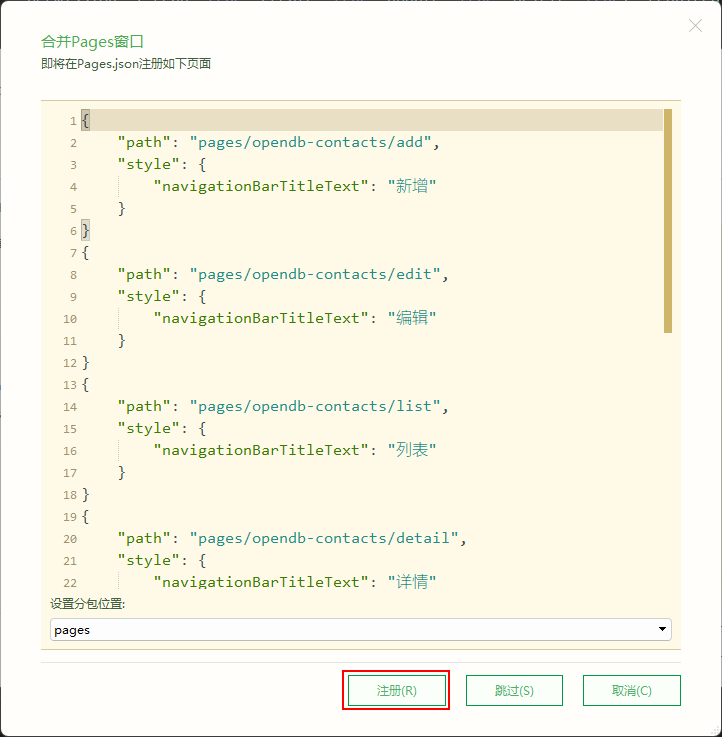 合并Pages窗口
即将在Pages.json注册如下页面
1 {
2 "path": "pages/opendb-contacts/add",
3 "style": {
4 "navigationBarTitleText": "新增"
5 }
6 }
7 {
8 "path": "pages/opendb-contacts/edit",
9 "style": {
10 "navigationBarTitleText": "编辑"
11 }
12 }
13 {
14 "path": "pages/opendb-contacts/list",
15 "style": {
16 "navigationBarTitleText": "列表"
17 }
18 }
19 {
20 "path": "pages/opendb-contacts/detail",
21 "style": {
22 "navigationBarTitleText": "详情"
设置分包位置:
pages
注册(R) 跳过(S) 取消(C)